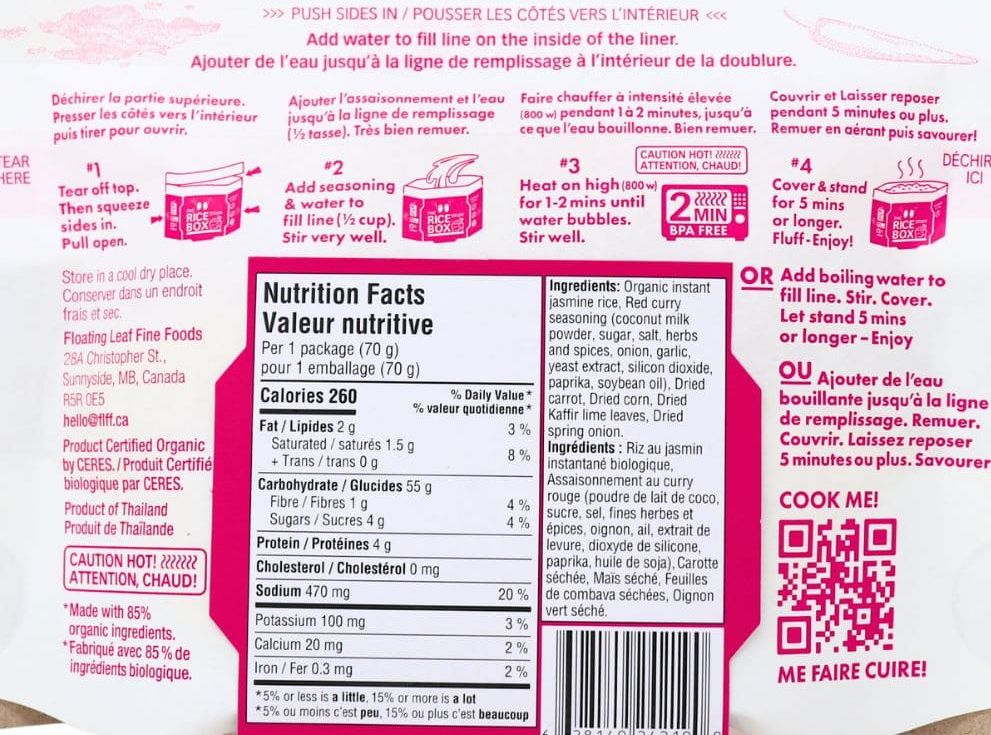 >>> PUSH SIDES IN / POUSSER LES CÔTÉS VERS L'INTÉRIEUR <<<
Add water to fill line on the inside of the liner.
Ajouter de l'eau jusqu'à la ligne de remplissage à l'intérieur de la doublure.
Déchirer la partie supérieure.
Presser les côtés vers l'intérieur
puis tirer pour ouvrir.
Ajouter l'assaisonnement et l'eau
jusqu'à la ligne de remplissage
(½ tasse). Très bien remuer.
Faire chauffer à intensité élevée
(800 w) pendant 1 à 2 minutes, jusqu'à
ce que l'eau bouillonne. Bien remuer.
Couvrir et Laisser reposer
pendant 5 minutes ou plus.
Remuer en aérant puis savourer!
TEAR
HERE
#1
Tear off top.
Then squeeze
sides in.
Pull open.
RICE
BOX
#2
Add seasoning
& water to
fill line (½ cup).
Stir very well.
RICE
BOX
CAUTION HOT!
ATTENTION, CHAUD!
#3
Heat on high (800 w)
for 1-2 mins until
water bubbles.
Stir well.
2 MIN
BPA FREE
#4
Cover & stand
for 5 mins
or longer.
Fluff - Enjoy!
RICE
BOX
DÉCHIR
ICI
Store in a cool dry place.
Conserver dans un endroit
frais et sec.
Floating Leaf Fine Foods
28A Christopher St.,
Sunnyside, MB, Canada
R5R 0E5
hello@flff.ca
Product Certified Organic
by CERES. / Produit Certifié
biologique par CERES.
Product of Thailand
Produit de Thaïlande
CAUTION HOT!
ATTENTION, CHAUD!
*Made with 85%
organic ingredients.
*Fabriqué avec 85 % de
ingrédients biologique.
Nutrition Facts
Valeur nutritive
Per 1 package (70 g)
pour 1 emballage (70 g)
Calories 260
% Daily Value*
% valeur quotidienne*
Fat / Lipides 2 g 3 %
Saturated / saturés 1.5 g
+ Trans / trans 0 g 8 %
Carbohydrate / Glucides 55 g
Fibre / Fibres 1 g 4 %
Sugars / Sucres 4 g 4 %
Protein / Protéines 4 g
Cholesterol / Cholestérol 0 mg
Sodium 470 mg 20 %
Potassium 100 mg 3 %
Calcium 20 mg 2 %
Iron / Fer 0.3 mg 2 %
*5% or less is a little, 15% or more is a lot
*5% ou moins c'est peu, 15% ou plus c'est beaucoup
Ingredients: Organic instant
jasmine rice, Red curry
seasoning (coconut milk
powder, sugar, salt, herbs
and spices, onion, garlic,
yeast extract, silicon dioxide,
paprika, soybean oil), Dried
carrot, Dried corn, Dried
Kaffir lime leaves, Dried
spring onion.
Ingrédients : Riz au jasmin
instantané biologique,
Assaisonnement au curry
rouge (poudre de lait de coco,
sucre, sel, fines herbes et
épices, oignon, ail, extrait de
levure, dioxyde de silicone,
paprika, huile de soja), Carotte
séchée, Maïs séché, Feuilles
de combava séchées, Oignon
vert séché.
OR Add boiling water to
fill line. Stir. Cover.
Let stand 5 mins
or longer - Enjoy
OU Ajouter de l'eau
bouillante jusqu'à la ligne
de remplissage. Remuer.
Couvrir. Laissez reposer
5 minutes ou plus. Savourer
COOK ME!
ME FAIRE CUIRE!